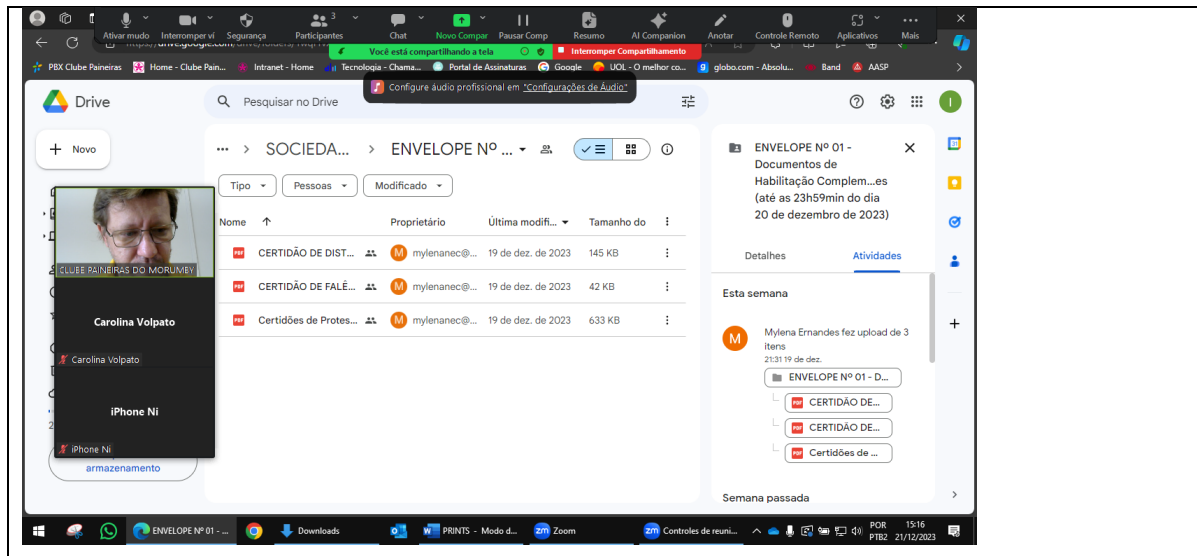 3
Ativar mudo Interromper ví Segurança Participantes Chat Novo Compar Pausar Comp Resumo AI Companion Anotar Controle Remoto Aplicativos Mais
Você está compartilhando a tela Interromper Compartilhamento
PBX Clube Paineiras Home - Clube Pain... Intranet - Home Tecnologia - Chama... Portal de Assinaturas Google UOL - O melhor co... globo.com - Absolu... Band AASP
Configure áudio profissional em "Configurações de Áudio"
Drive
Pesquisar no Drive
Novo
SOCIEDA... > ENVELOPE Nº ...
Tipo Pessoas Modificado
Nome Proprietário Última modifi... Tamanho do
CERTIDÃO DE DIST... mylenanec@... 19 de dez. de 2023 145 KB
CERTIDÃO DE FALÊ... mylenanec@... 19 de dez. de 2023 42 KB
Certidões de Protes... mylenanec@... 19 de dez. de 2023 633 KB
CLUBE PAINEIRAS DO MORUMBY
Carolina Volpato
Carolina Volpato
iPhone Ni
iPhone Ni
armazenamento
ENVELOPE Nº 01 -
Documentos de
Habilitação Complem...es
(até as 23h59min do dia
20 de dezembro de 2023)
Detalhes Atividades
Esta semana
M
Mylena Ernandes fez upload de 3
itens
21:31 19 de dez.
ENVELOPE Nº 01 - D...
CERTIDÃO DE...
CERTIDÃO DE...
Certidões de ...
Semana passada
ENVELOPE Nº 01 - ... Downloads PRINTS - Modo d... Zoom Controles de reuni...
POR 15:16
PTB2 21/12/2023